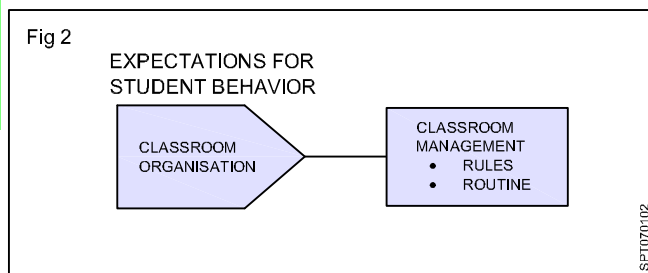 Fig 2
EXPECTATIONS FOR
STUDENT BEHAVIOR
CLASSROOM
ORGANISATION
CLASSROOM
MANAGEMENT
• RULES
• ROUTINE
SPT070102